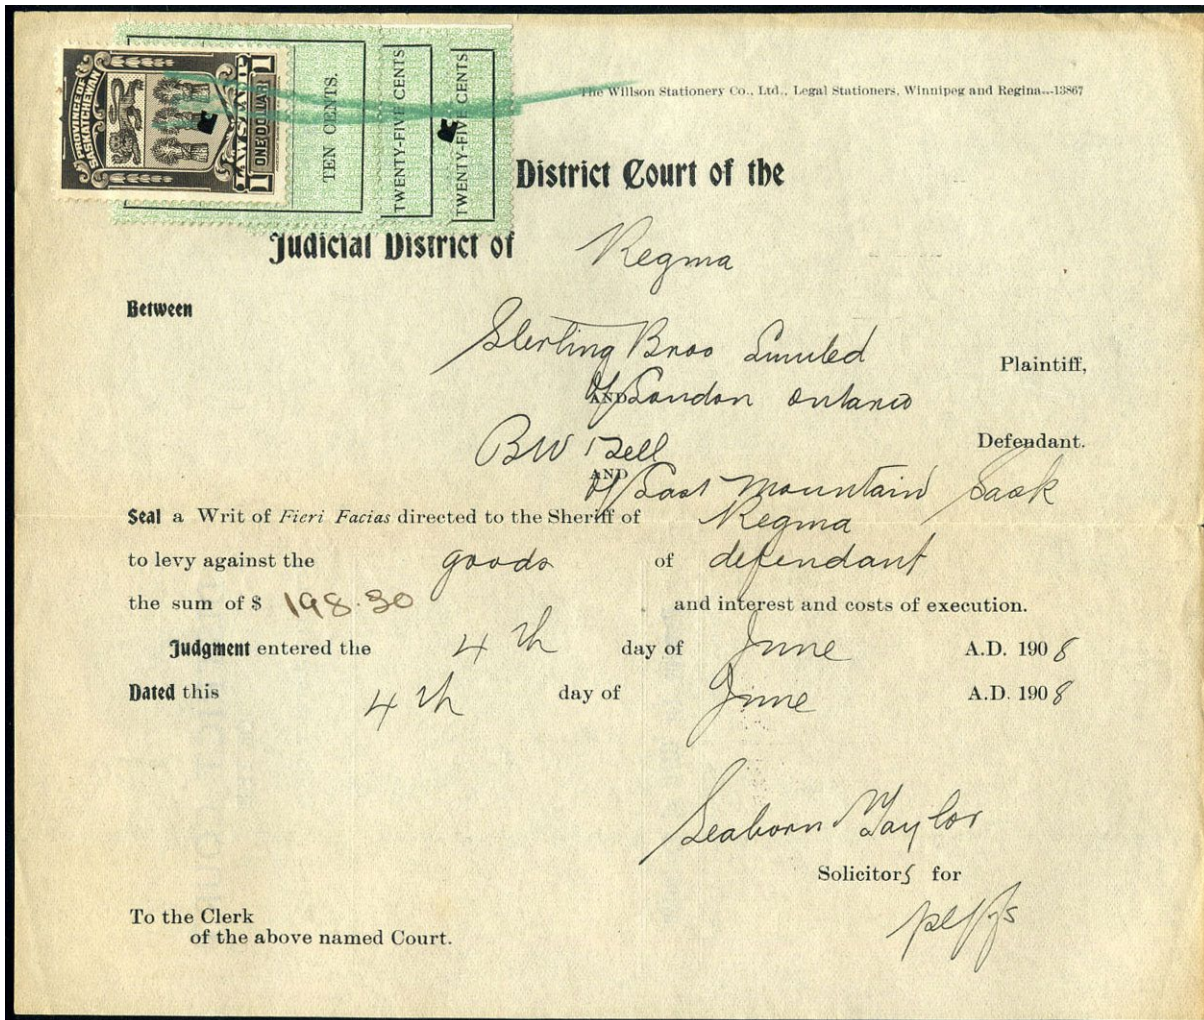 PROVINCE OF SASKATCHEWAN
LAW STAMP
1 ONE DOLLAR 1
TEN CENTS.
TWENTY-FIVE CENTS
TWENTY-FIVE CENTS
The Willson Stationery Co., Ltd., Legal Stationers, Winnipeg and Regina...13867
District Court of the
Judicial District of Regina
Between
Sterling Bros Limited Plaintiff,
of London Ontario
AND
BW Bell Defendant.
AND
of East Mountain Sask
Seal a Writ of Fieri Facias directed to the Sheriff of Regina
to levy against the goods of defendant
the sum of $ 198.30 and interest and costs of execution.
Judgment entered the 4th day of June A.D. 1908
Dated this 4th day of June A.D. 1908
Seaborn Taylor
Solicitors for
plffs
To the Clerk
of the above named Court.